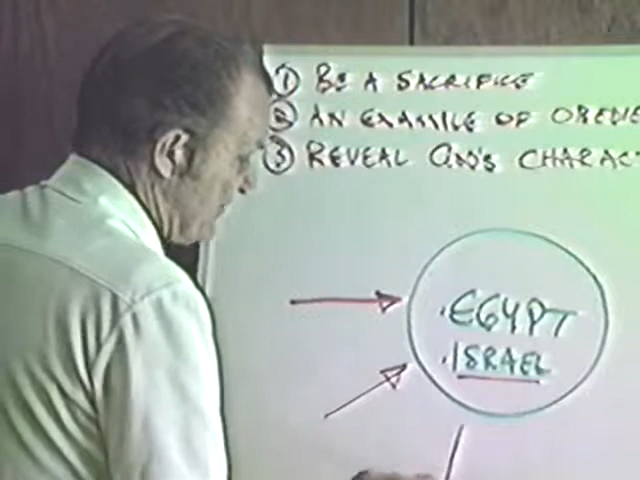 ① BE A SACRIFICE
② AN EXAMPLE OF OBEDIE
③ REVEAL GOD'S CHARACT
.EGYPT
.ISRAEL